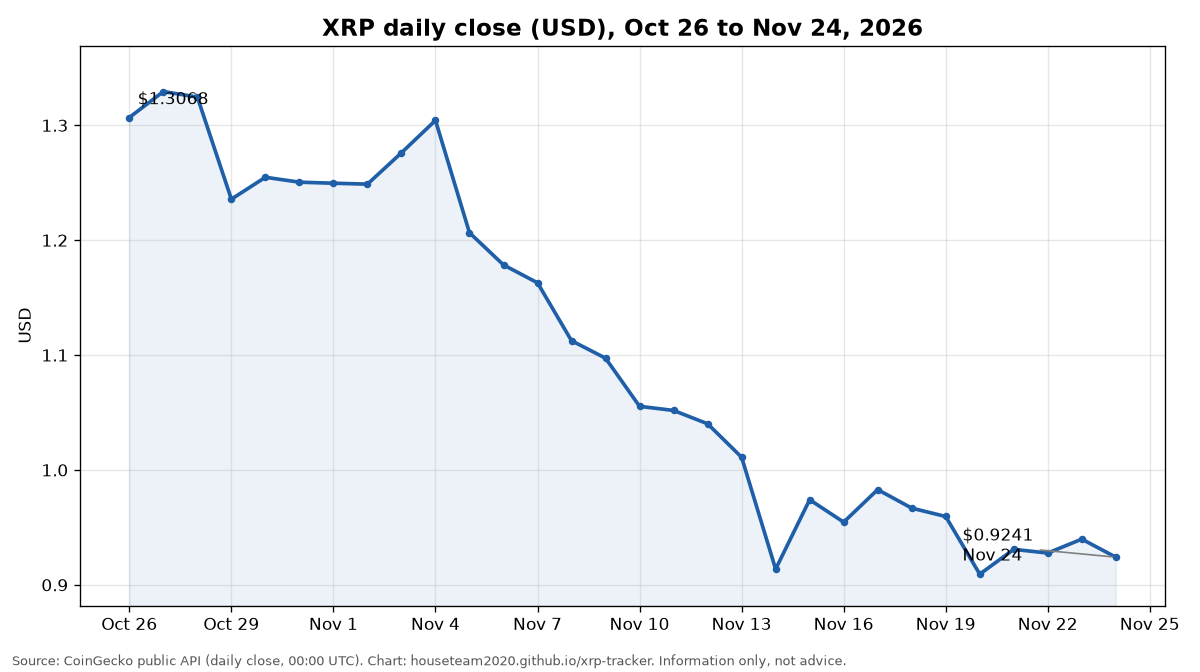 XRP daily close (USD), Oct 26 to Nov 24, 2026
$1.3068
1.3
1.2
1.1
1.0
0.9
USD
$0.9241
Nov 24
Oct 26 Oct 29 Nov 1 Nov 4 Nov 7 Nov 10 Nov 13 Nov 16 Nov 19 Nov 22 Nov 25
Source: CoinGecko public API (daily close, 00:00 UTC). Chart: houseteam2020.github.io/xrp-tracker. Information only, not advice.